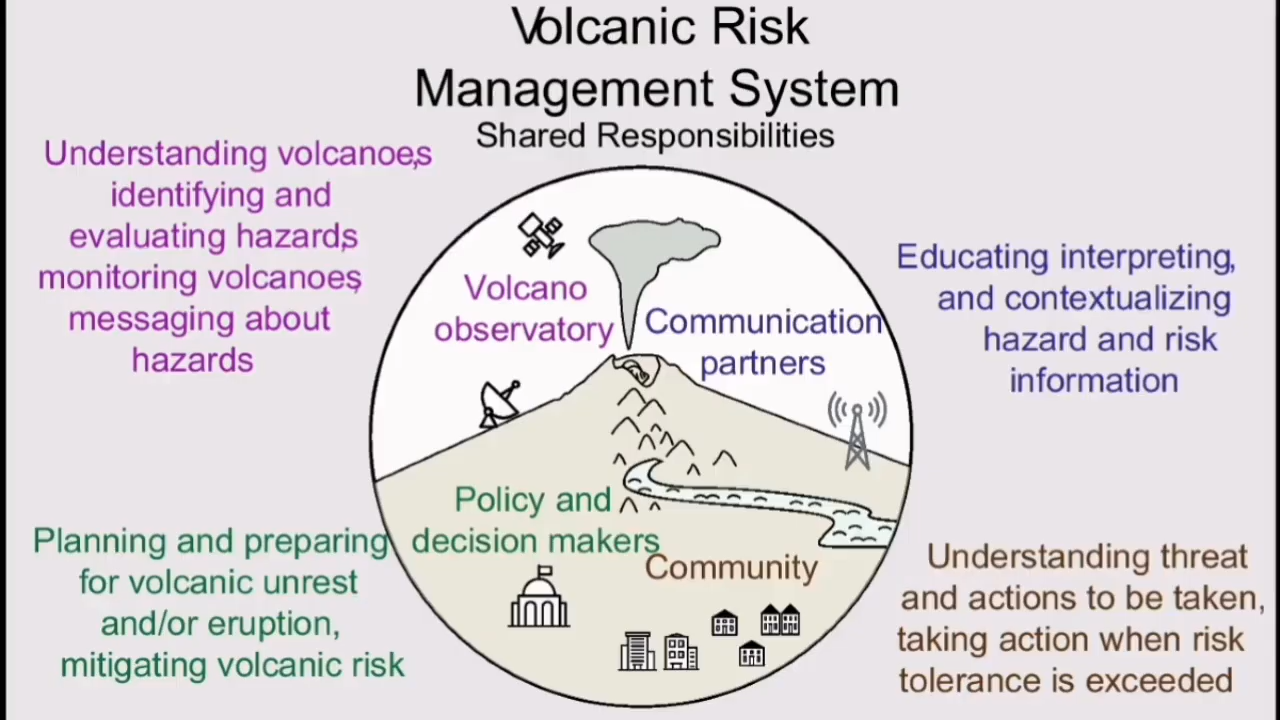 Volcanic Risk
Management System
Shared Responsibilities
Understanding volcanoes,
identifying and
evaluating hazards,
monitoring volcanoes,
messaging about
hazards
Volcano
observatory
Communication
partners
Educating interpreting,
and contextualizing
hazard and risk
information
Policy and
decision makers
Planning and preparing
for volcanic unrest
and/or eruption,
mitigating volcanic risk
Community
Understanding threat
and actions to be taken,
taking action when risk
tolerance is exceeded